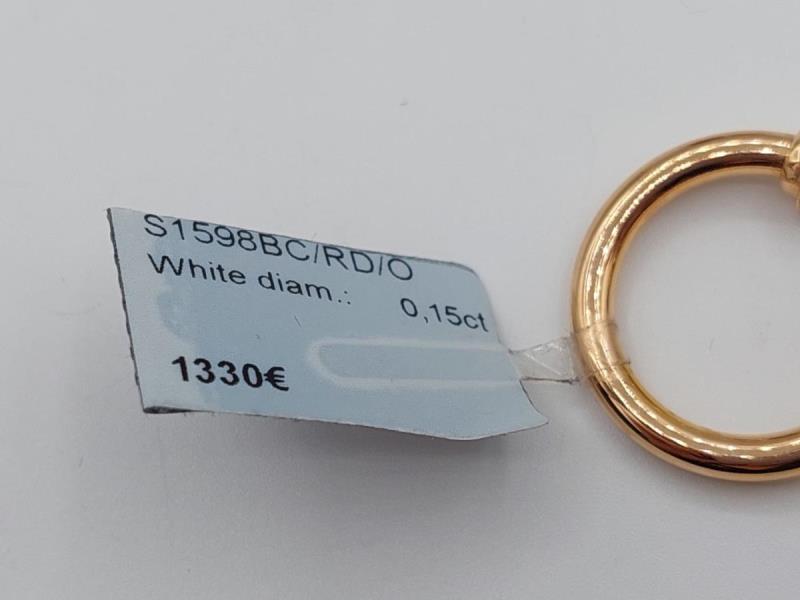 S1598BC/RD/O
White diam.: 0,15ct
1330€